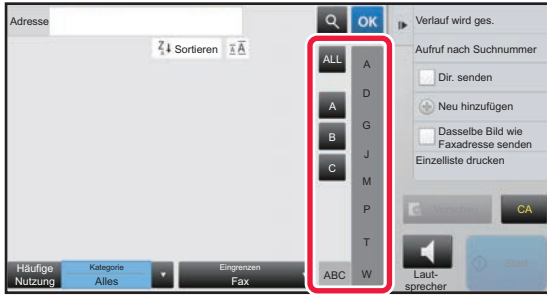 Adresse
OK
Verlauf wird ges.
Sortieren
ALL
A
B
C
ABC
A
D
G
J
M
P
T
W
Aufruf nach Suchnummer
Dir. senden
Neu hinzufügen
Dasselbe Bild wie
Faxadresse senden
Einzelliste drucken
CA
Häufige
Nutzung
Kategorie
Alles
Eingrenzen
Fax
Laut-
sprecher
Start